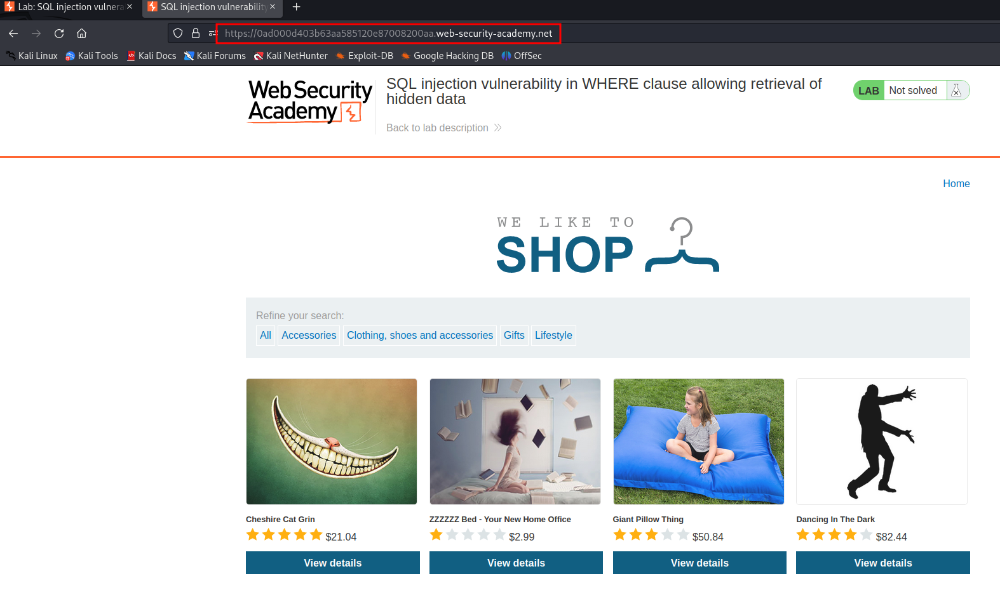 Lab: SQL injection vulnera
SQL injection vulnerability
https://0ad000d403b63aa585120e87008200aa.web-security-academy.net
Kali Linux
Kali Tools
Kali Docs
Kali Forums
Kali NetHunter
Exploit-DB
Google Hacking DB
OffSec
Web Security
Academy
SQL injection vulnerability in WHERE clause allowing retrieval of
hidden data
Back to lab description
LAB
Not solved
Home
WE LIKE TO
SHOP
Refine your search:
All
Accessories
Clothing, shoes and accessories
Gifts
Lifestyle
Cheshire Cat Grin
$21.04
View details
ZZZZZZ Bed - Your New Home Office
$2.99
View details
Giant Pillow Thing
$50.84
View details
Dancing In The Dark
$82.44
View details